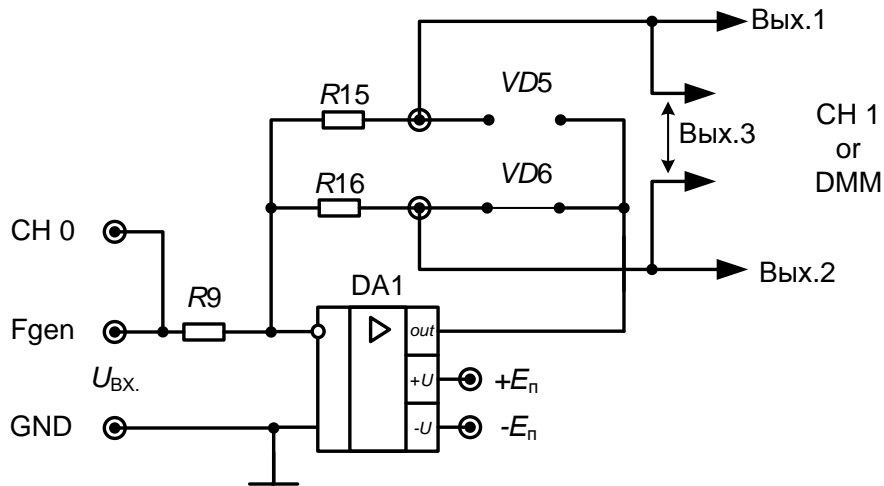 Вых.1
R15
VD5
CH 1
or
DMM
Вых.3
R16
VD6
CH 0
Вых.2
DA1
R9
Fgen
out
UВХ.
+U
+Eп
GND
-U
-Eп